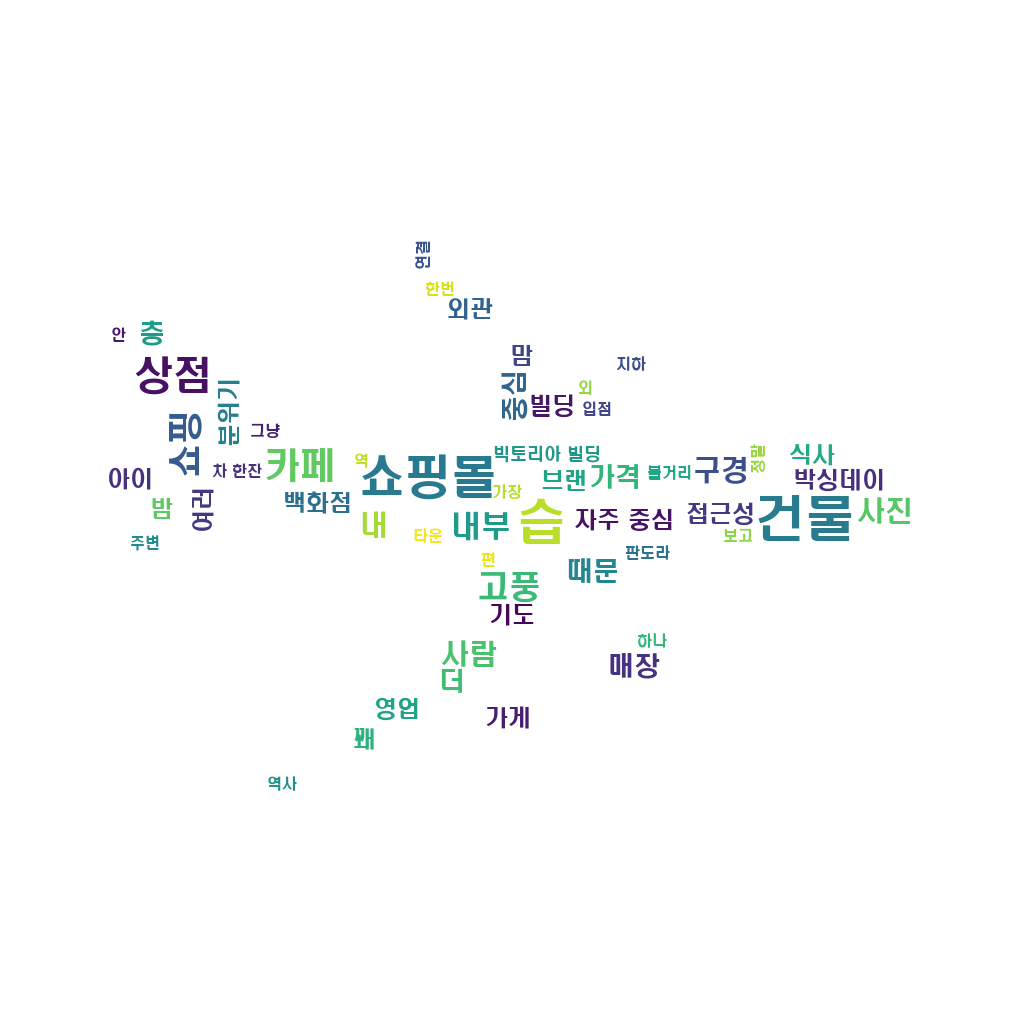 연결
한번
외관
안
층
맘
지하
상점
중심
외
빌딩
입점
분위기
쇼핑
그냥
카페
역
쇼핑몰
빅토리아 빌딩
정말
식사
아이
차 한잔
브랜
가격
볼거리
구경
박싱데이
백화점
가장
밤
여러
내
내부
습
자주 중심
접근성
건물
사진
주변
타운
보고
편
때문
판도라
고풍
기도
사람
하나
매장
더
영업
가게
꽤
역사